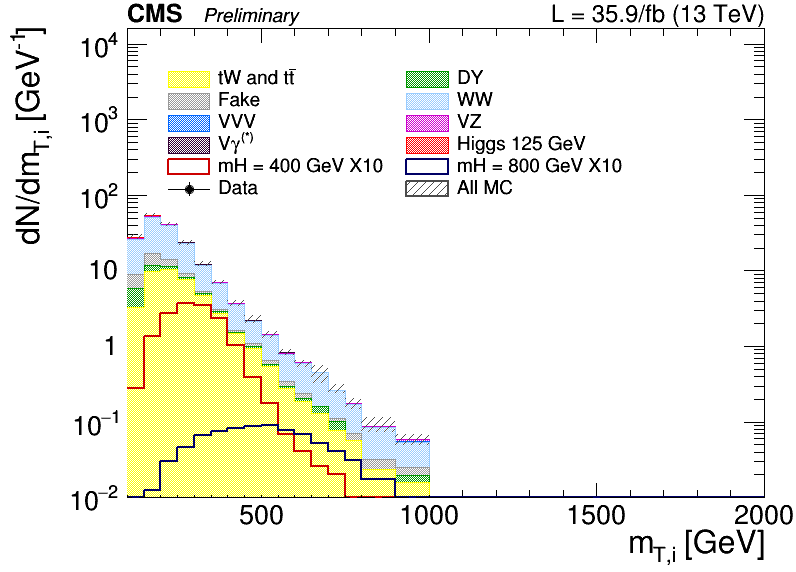 CMS Preliminary L = 35.9/fb (13 TeV)
dN/dm_{T,i} [GeV⁻¹]
tW and tt̄ DY
Fake WW
VVV VZ
Vγ⁽*⁾ Higgs 125 GeV
mH = 400 GeV X10 mH = 800 GeV X10
Data All MC
10⁴
10³
10²
10
1
10⁻¹
10⁻²
500 1000 1500 2000
m_{T,i} [GeV]